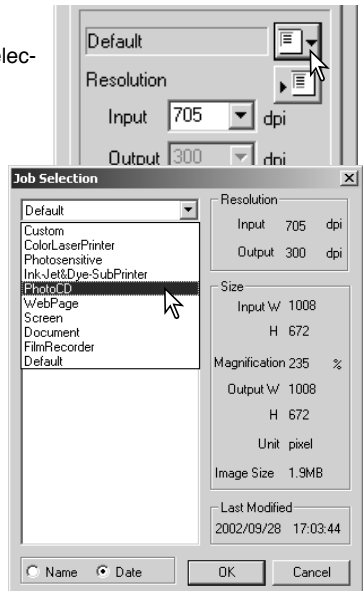 elec-
Default
Resolution
Input 705 dpi
Output 300 dpi
Job Selection
Default
Custom
ColorLaserPrinter
Photosensitive
Ink-Jet&Dye-SubPrinter
PhotoCD
WebPage
Screen
Document
FilmRecorder
Default
Resolution
Input 705 dpi
Output 300 dpi
Size
Input W 1008
H 672
Magnification 235 %
Output W 1008
H 672
Unit pixel
Image Size 1.9MB
Last Modified
2002/09/28 17:03:44
Name Date OK Cancel